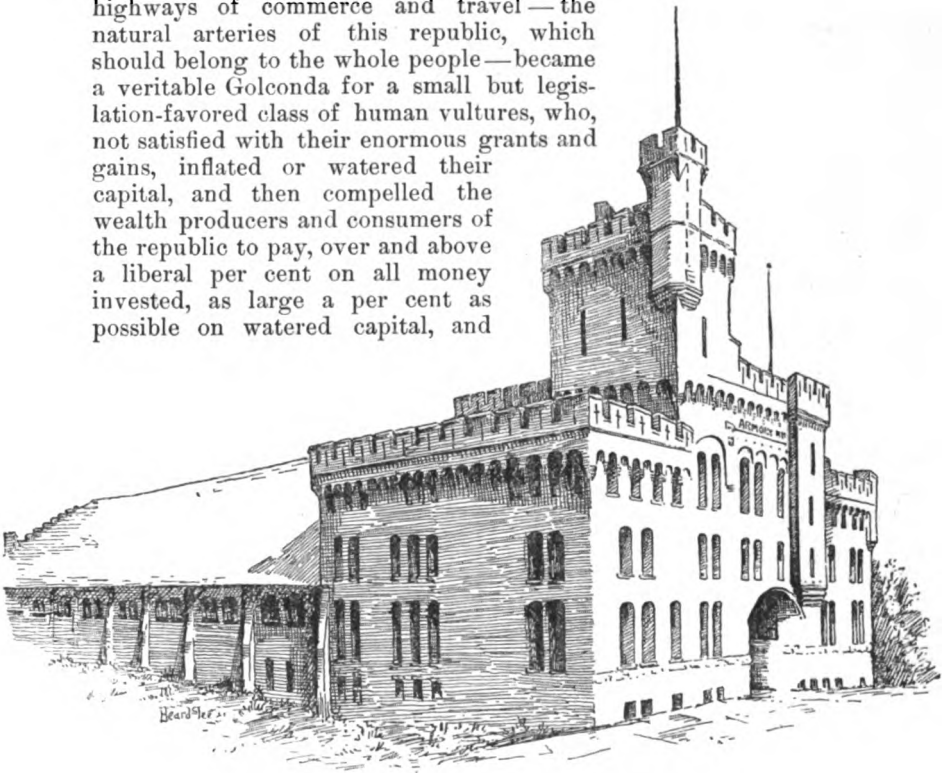 highways of commerce and travel — the
natural arteries of this republic, which
should belong to the whole people — became
a veritable Golconda for a small but legis-
lation-favored class of human vultures, who,
not satisfied with their enormous grants and
gains, inflated or watered their
capital, and then compelled the
wealth producers and consumers of
the republic to pay, over and above
a liberal per cent on all money
invested, as large a per cent as
possible on watered capital, and
ARMORY